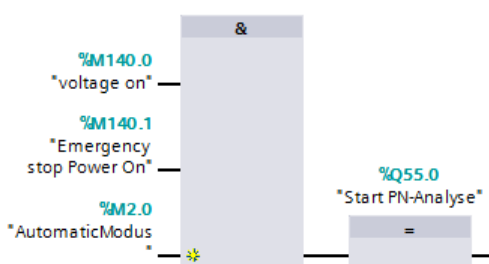 &
%M140.0
"voltage on"
%M140.1
"Emergency
stop Power On"
%M2.0
"AutomaticModus
"
%Q55.0
"Start PN-Analyse"
=